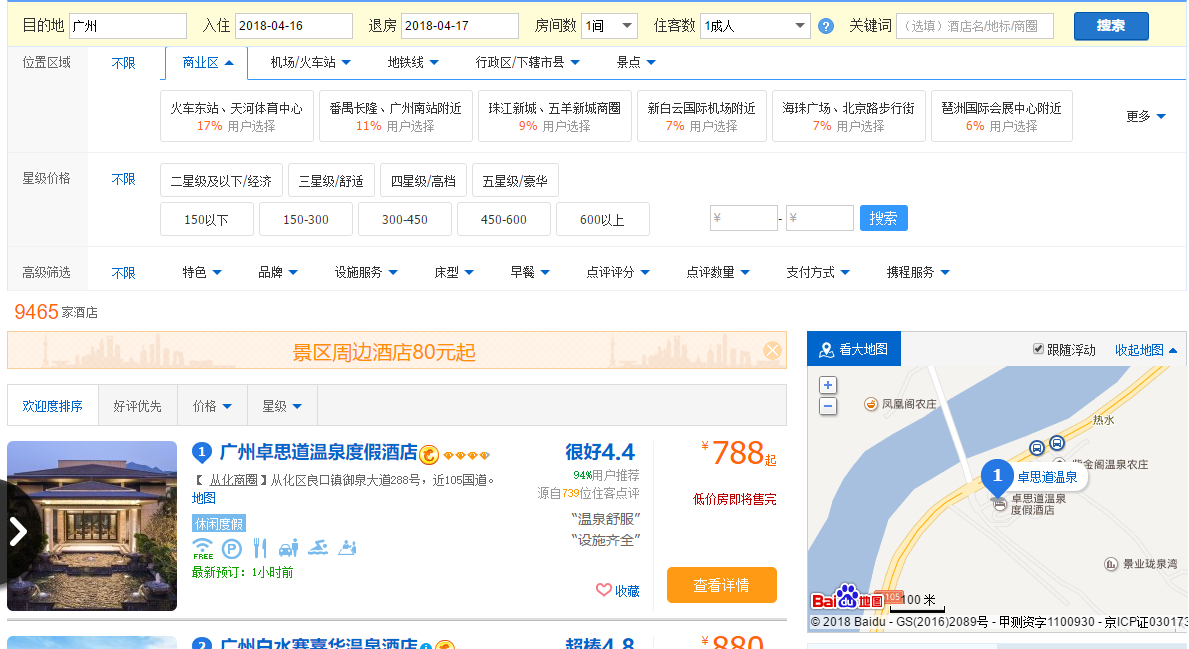 目的地 广州 入住 2018-04-16 退房 2018-04-17 房间数 1间 住客数 1成人 ? 关键词 （选填）酒店名/地标/商圈 搜索
位置区域 不限 商业区 机场/火车站 地铁线 行政区/下辖市县 景点
火车东站、天河体育中心 番禺长隆、广州南站附近 珠江新城、五羊新城商圈 新白云国际机场附近 海珠广场、北京路步行街 琶洲国际会展中心附近
17% 用户选择 11% 用户选择 9% 用户选择 7% 用户选择 7% 用户选择 6% 用户选择
更多
星级价格 不限 二星级及以下/经济 三星级/舒适 四星级/高档 五星级/豪华
150以下 150-300 300-450 450-600 600以上 ¥ - ¥ 搜索
高级筛选 不限 特色 品牌 设施服务 床型 早餐 点评评分 点评数量 支付方式 携程服务
9465家酒店
景区周边酒店80元起
欢迎度排序 好评优先 价格 星级
1 广州卓思道温泉度假酒店
【 从化商圈 】从化区良口镇御泉大道288号，近105国道。
地图
休闲度假
FREE P
最新预订：1小时前
很好4.4
94%用户推荐
源自739位住客点评
“温泉舒服”
“设施齐全”
收藏
¥788起
低价房即将售完
查看详情
2 广州白水寨嘉华温泉酒店
超棒4.8
¥880
看大地图 跟随浮动 收起地图
+
−
凤凰阁农庄
热水
紫金阁温泉农庄
1 卓思道温泉
卓思道温泉
度假酒店
景业珑泉湾
Bai du 地图 105 100 米
© 2018 Baidu - GS(2016)2089号 - 甲测资字1100930 - 京ICP证030173